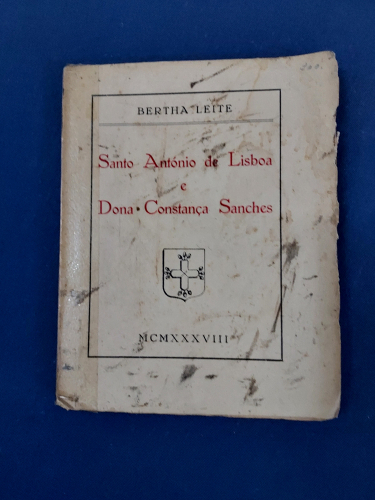 BERTHA LEITE
Santo António de Lisboa
e
Dona Constança Sanches
MCMXXXVIII